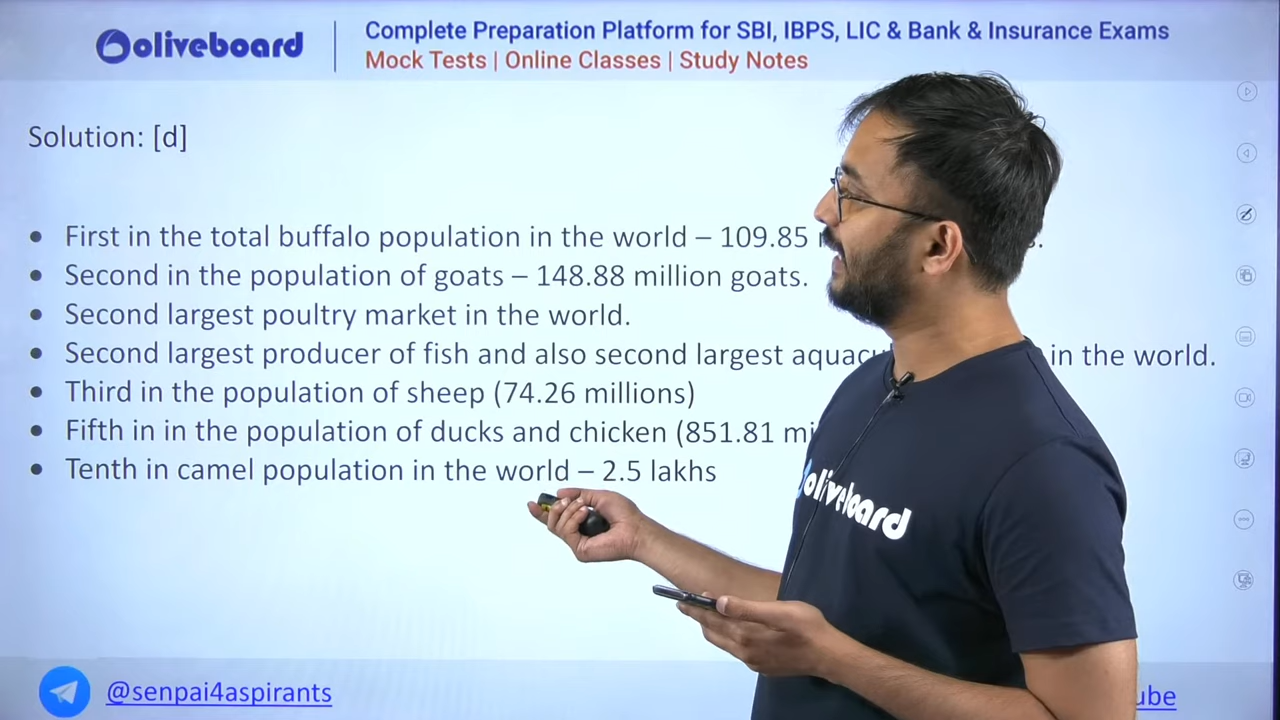 oliveboard
Complete Preparation Platform for SBI, IBPS, LIC & Bank & Insurance Exams
Mock Tests | Online Classes | Study Notes
Solution: [d]
• First in the total buffalo population in the world – 109.85
• Second in the population of goats – 148.88 million goats.
• Second largest poultry market in the world.
• Second largest producer of fish and also second largest in the world.
• Third in the population of sheep (74.26 millions)
• Fifth in in the population of ducks and chicken (851.81
• Tenth in camel population in the world – 2.5 lakhs
oliveboard
@senpai4aspirants